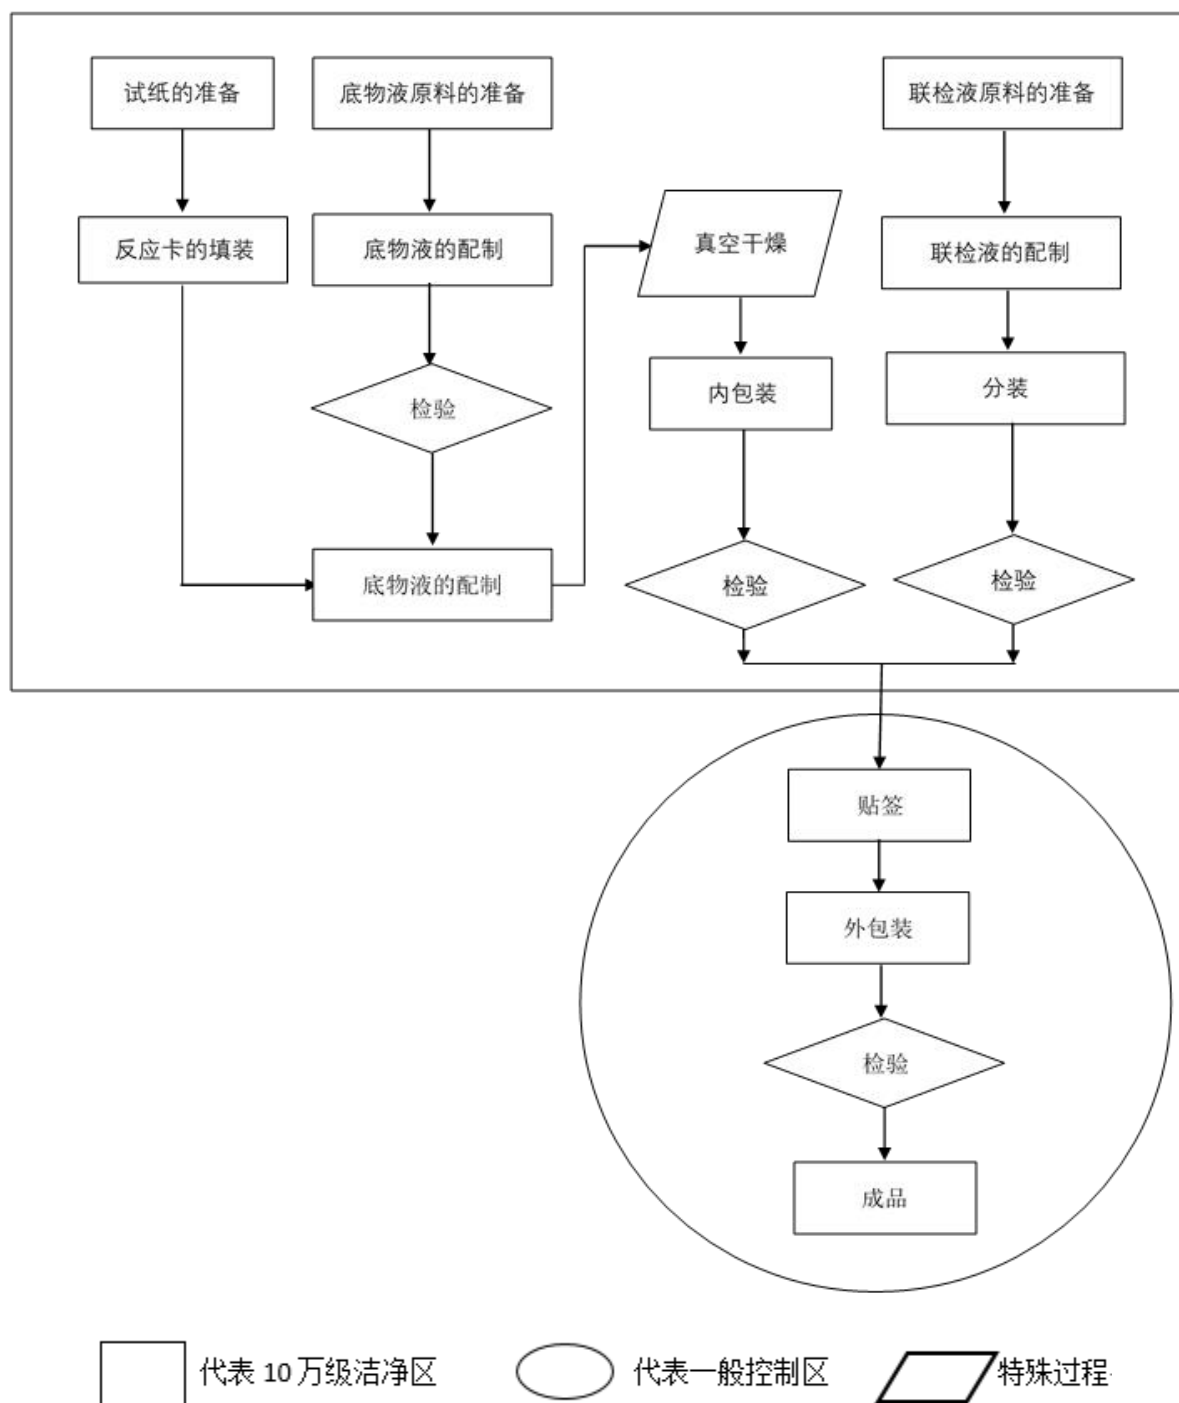 试纸的准备
底物液原料的准备
联检液原料的准备
反应卡的填装
底物液的配制
真空干燥
联检液的配制
检验
内包装
分装
底物液的配制
检验
检验
贴签
外包装
检验
成品
代表 10 万级洁净区
代表一般控制区
特殊过程